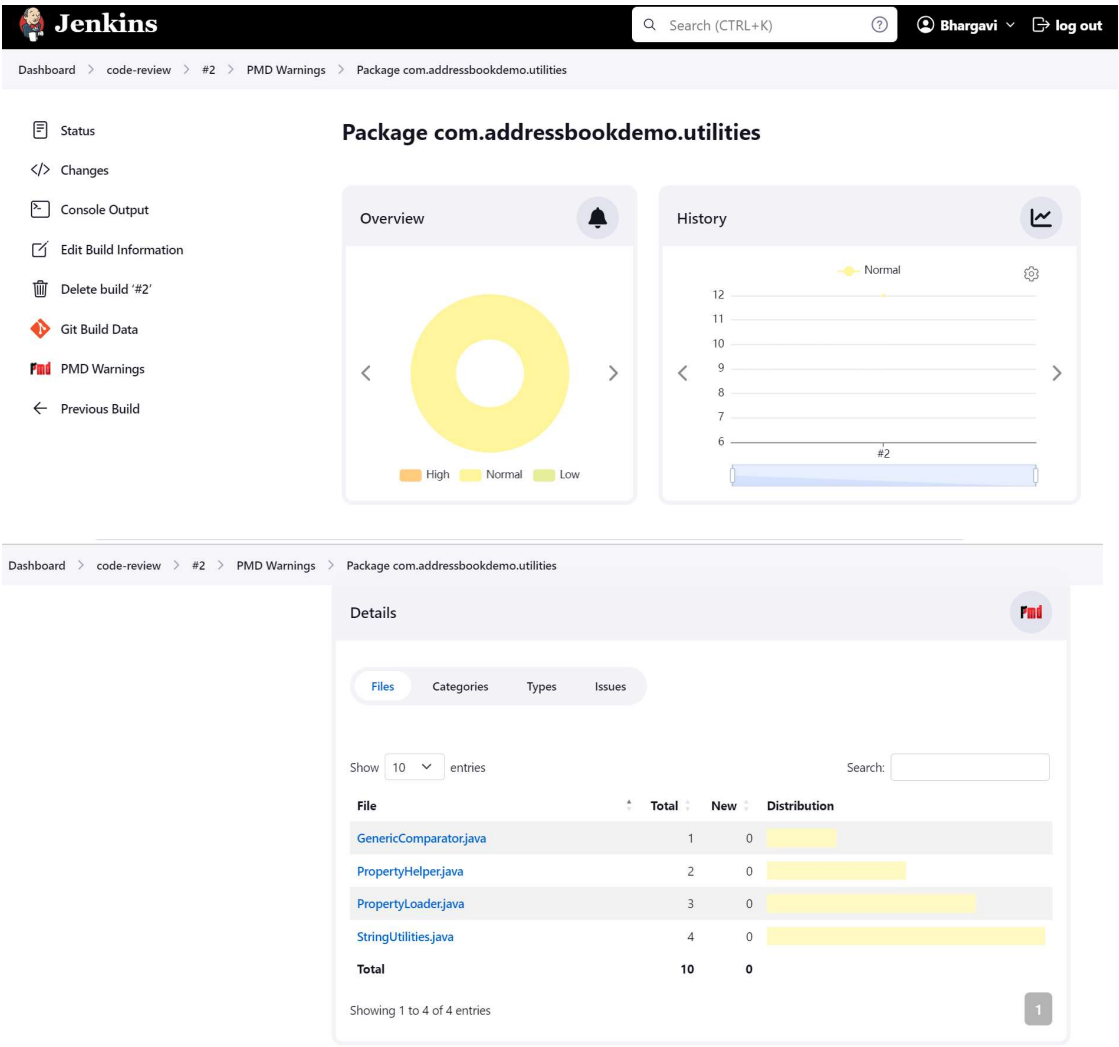 Jenkins
Search (CTRL+K)
?
Bhargavi
log out
Dashboard > code-review > #2 > PMD Warnings > Package com.addressbookdemo.utilities
Status
Changes
Console Output
Edit Build Information
Delete build ‘#2’
Git Build Data
Pmd PMD Warnings
Previous Build
Package com.addressbookdemo.utilities
Overview
High Normal Low
History
Normal
12
11
10
9
8
7
6
#2
Dashboard > code-review > #2 > PMD Warnings > Package com.addressbookdemo.utilities
Details
Pmd
Files Categories Types Issues
Show 10 entries
Search:
File Total New Distribution
GenericComparator.java 1 0
PropertyHelper.java 2 0
PropertyLoader.java 3 0
StringUtilities.java 4 0
Total 10 0
Showing 1 to 4 of 4 entries
1